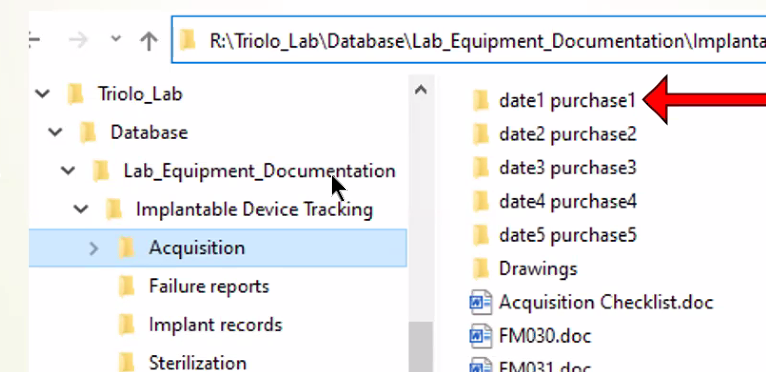 R:\Triolo_Lab\Database\Lab_Equipment_Documentation\Implanta
Triolo_Lab
Database
Lab_Equipment_Documentation
Implantable Device Tracking
Acquisition
Failure reports
Implant records
Sterilization
date1 purchase1
date2 purchase2
date3 purchase3
date4 purchase4
date5 purchase5
Drawings
Acquisition Checklist.doc
FM030.doc
FM031.doc